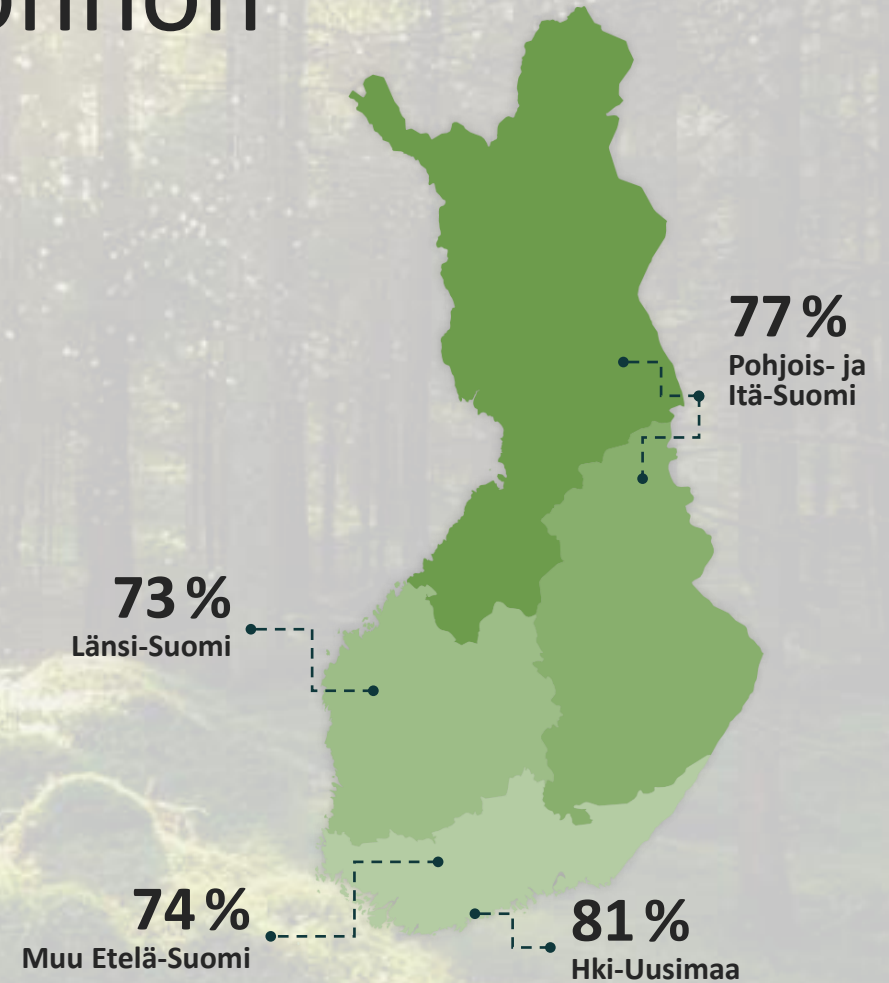 77 %
Pohjois- ja
Itä-Suomi
73 %
Länsi-Suomi
74 %
Muu Etelä-Suomi
81 %
Hki-Uusimaa